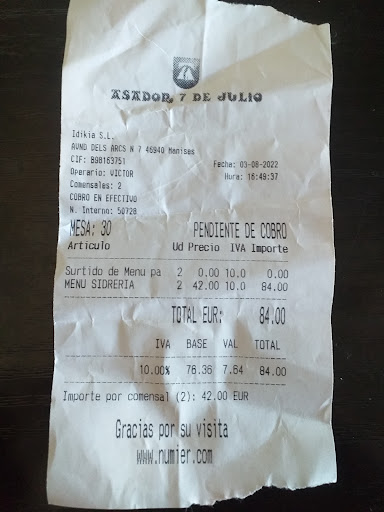 ASADOR 7 DE JULIO
Idikia S.L.
AVND DELS ARCS N 7 46940 Manises
CIF: B98163751 Fecha: 03-08-2022
Operario: VICTOR Hora: 16:49:37
Comensales: 2
COBRO EN EFECTIVO
N. Interno: 50728
MESA: 30 PENDIENTE DE COBRO
Articulo Ud Precio IVA Importe
Surtido de Menu pa 2 0.00 10.0 0.00
MENU SIDRERIA 2 42.00 10.0 84.00
TOTAL EUR: 84.00
IVA BASE VAL TOTAL
10.00% 76.36 7.64 84.00
Importe por comensal (2): 42.00 EUR
Gracias por su visita
www.numier.com